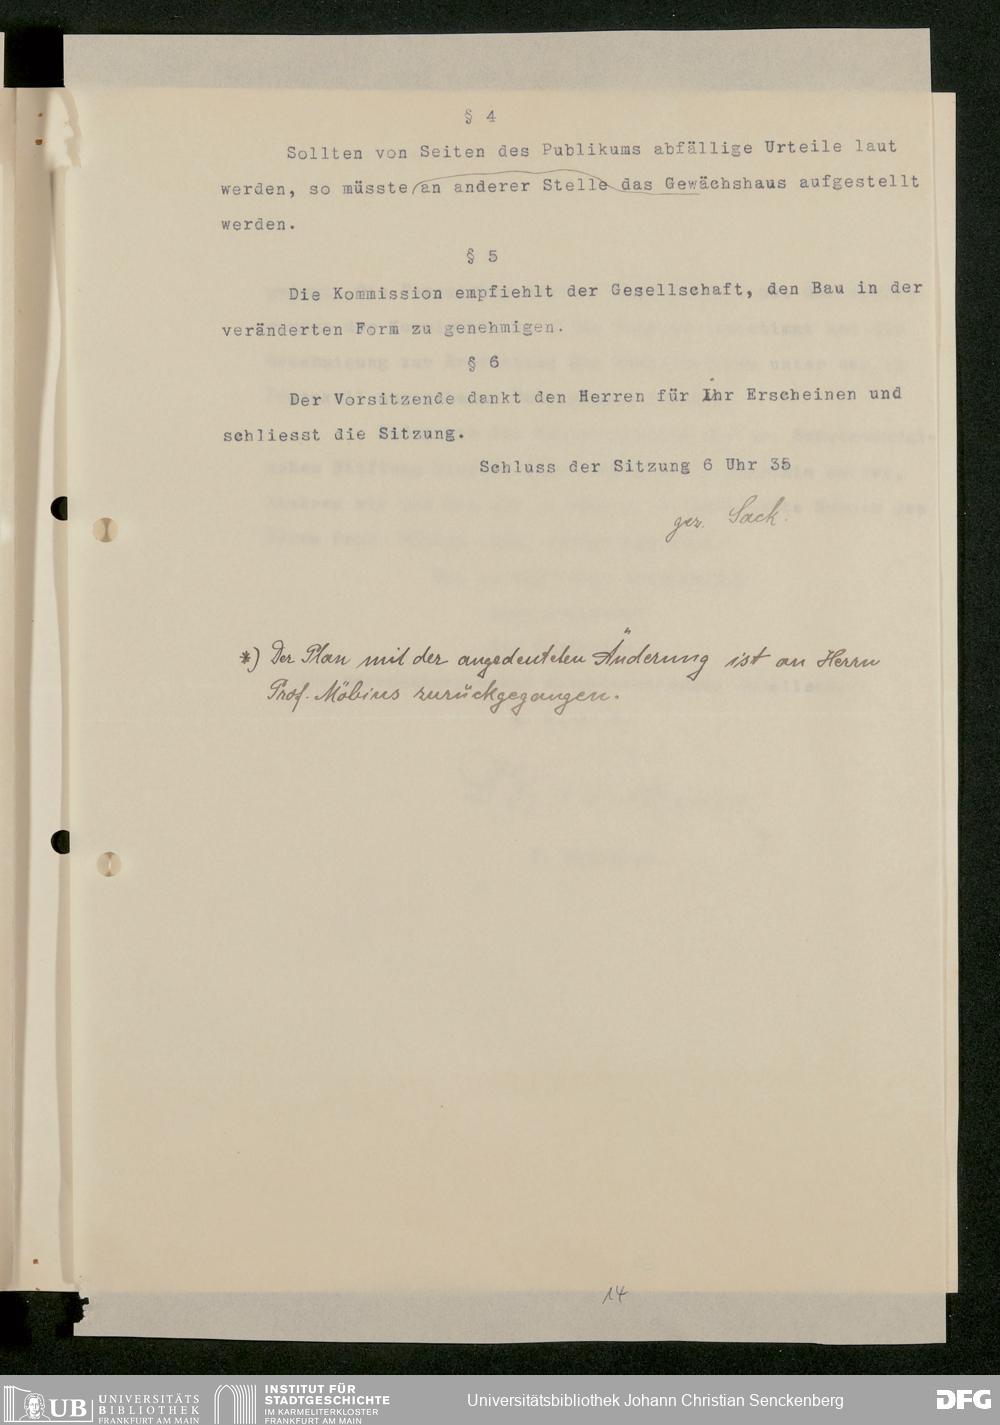 § 4
Sollten von Seiten des Publikums abfällige Urteile laut
werden, so müsste an anderer Stelle das Gewächshaus aufgestellt
werden.
§ 5
Die Kommission empfiehlt der Gesellschaft, den Bau in der
veränderten Form zu genehmigen.
§ 6
Der Vorsitzende dankt den Herren für ihr Erscheinen und
schliesst die Sitzung.
Schluss der Sitzung 6 Uhr 35
gez. Sack.
*) Der Plan mit der angedeuteten Änderung ist an Herrn
Prof. Möbius zurückgegangen.
14
UB UNIVERSITÄTS
BIBLIOTHEK
FRANKFURT AM MAIN
INSTITUT FÜR
STADTGESCHICHTE
IM KARMELITERKLOSTER
FRANKFURT AM MAIN
Universitätsbibliothek Johann Christian Senckenberg
DFG